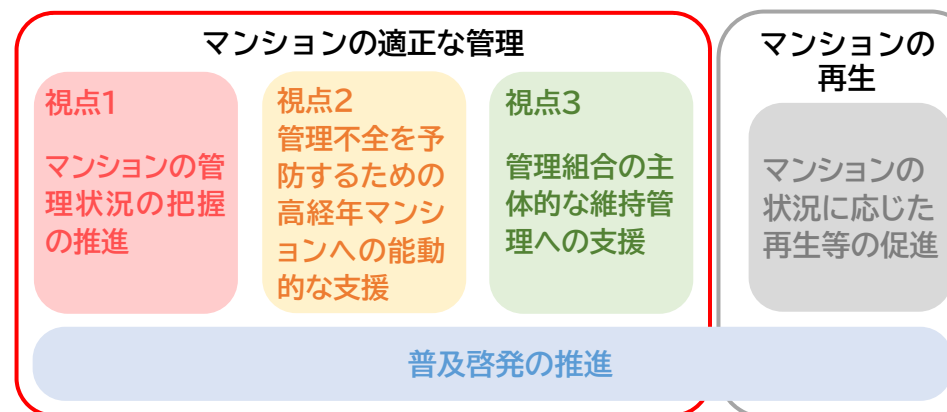 マンションの適正な管理
視点1
マンションの管
理状況の把握
の推進
視点2
管理不全を予
防するための
高経年マンシ
ョンへの能動
的な支援
視点3
管理組合の主
体的な維持管
理への支援
マンションの
再生
マンションの
状況に応じた
再生等の促進
普及啓発の推進